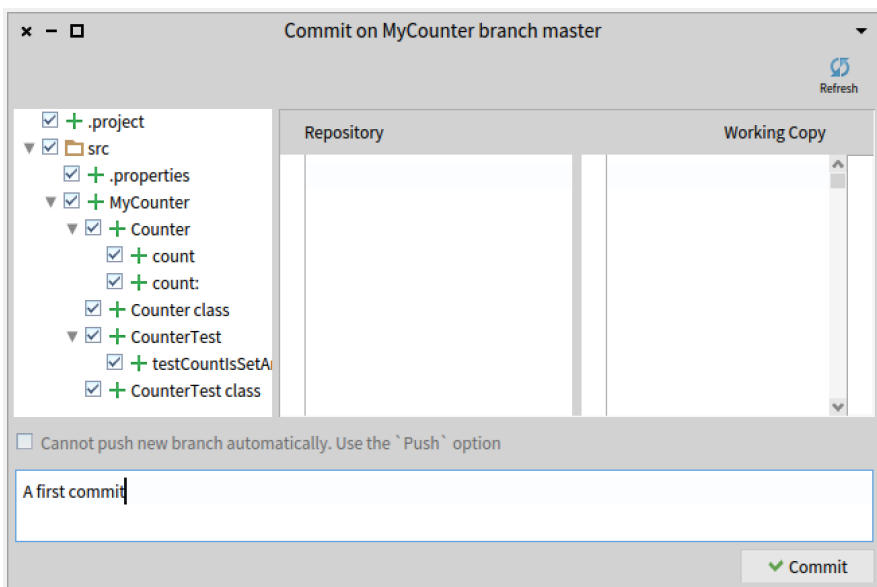 Commit on MyCounter branch master
Refresh
.project
src
.properties
MyCounter
Counter
count
count:
Counter class
CounterTest
testCountIsSetA
CounterTest class
Repository
Working Copy
Cannot push new branch automatically. Use the `Push` option
A first commit
Commit